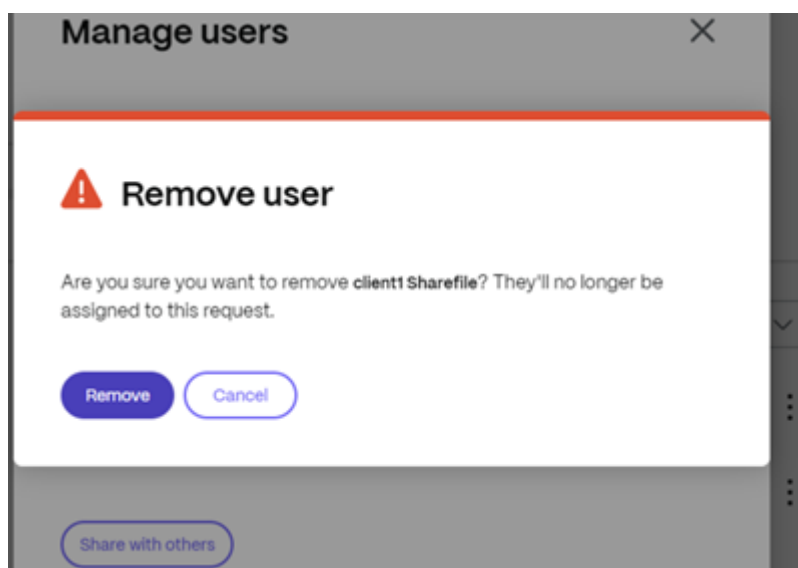 Manage users
Remove user
Are you sure you want to remove client1 Sharefile? They'll no longer be
assigned to this request.
Remove
Cancel
Share with others